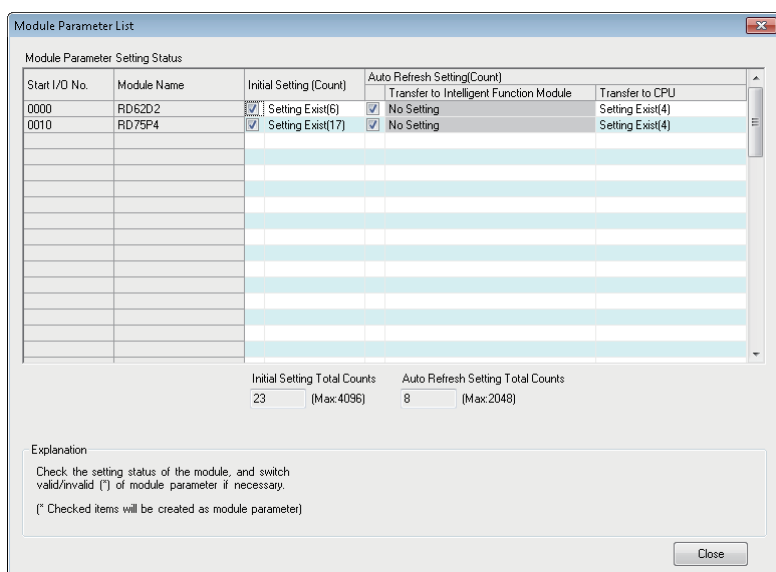 Module Parameter List
Module Parameter Setting Status
Start I/O No. Module Name Initial Setting (Count) Auto Refresh Setting(Count)
Transfer to Intelligent Function Module Transfer to CPU
0000 RD62D2 Setting Exist(6) No Setting Setting Exist(4)
0010 RD75P4 Setting Exist(17) No Setting Setting Exist(4)
Initial Setting Total Counts Auto Refresh Setting Total Counts
23 (Max:4096) 8 (Max:2048)
Explanation
Check the setting status of the module, and switch
valid/invalid (*) of module parameter if necessary.
(* Checked items will be created as module parameter)
Close